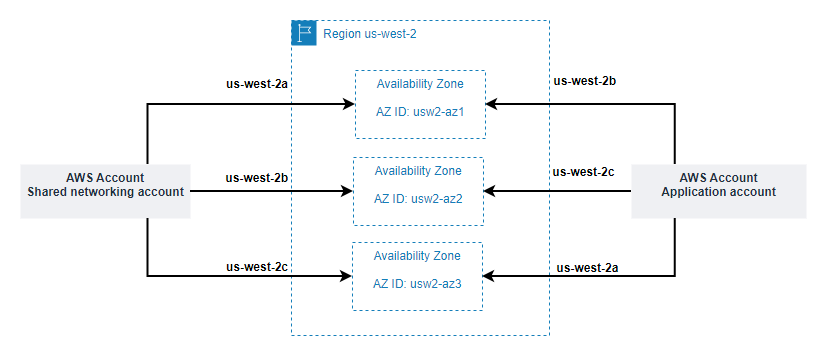 Region us-west-2
us-west-2a
Availability Zone
AZ ID: usw2-az1
us-west-2b
AWS Account
Shared networking account
us-west-2b
Availability Zone
AZ ID: usw2-az2
us-west-2c
AWS Account
Application account
us-west-2c
Availability Zone
AZ ID: usw2-az3
us-west-2a